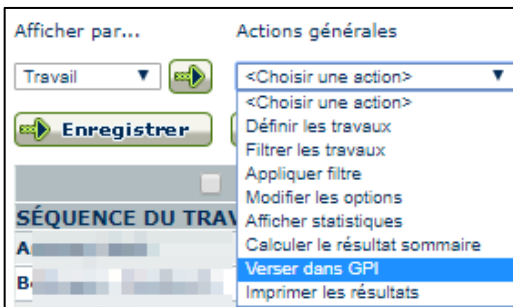 Afficher par...
Actions générales
Travail
<Choisir une action>
<Choisir une action>
Définir les travaux
Filtrer les travaux
Appliquer filtre
Modifier les options
Afficher statistiques
Calculer le résultat sommaire
Verser dans GPI
Imprimer les résultats
Enregistrer
SÉQUENCE DU
A
B